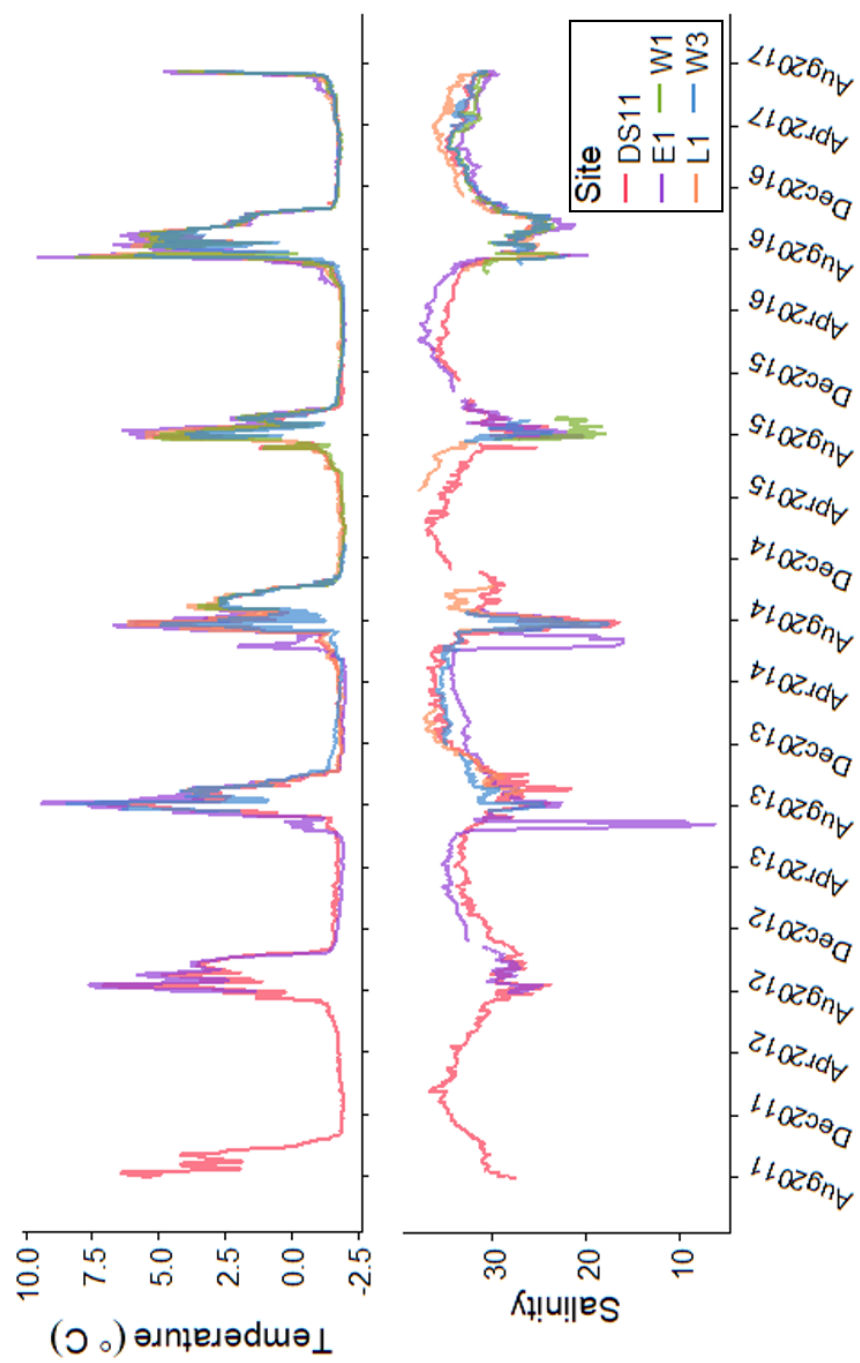 Temperature (°C)
10.0
7.5
5.0
2.5
0.0
-2.5
Salinity
30
20
10
Aug2011
Dec2011
Apr2012
Aug2012
Dec2012
Apr2013
Aug2013
Dec2013
Apr2014
Aug2014
Dec2014
Apr2015
Aug2015
Dec2015
Apr2016
Aug2016
Dec2016
Apr2017
Aug2017
Site
DS11
E1 W1
L1 W3